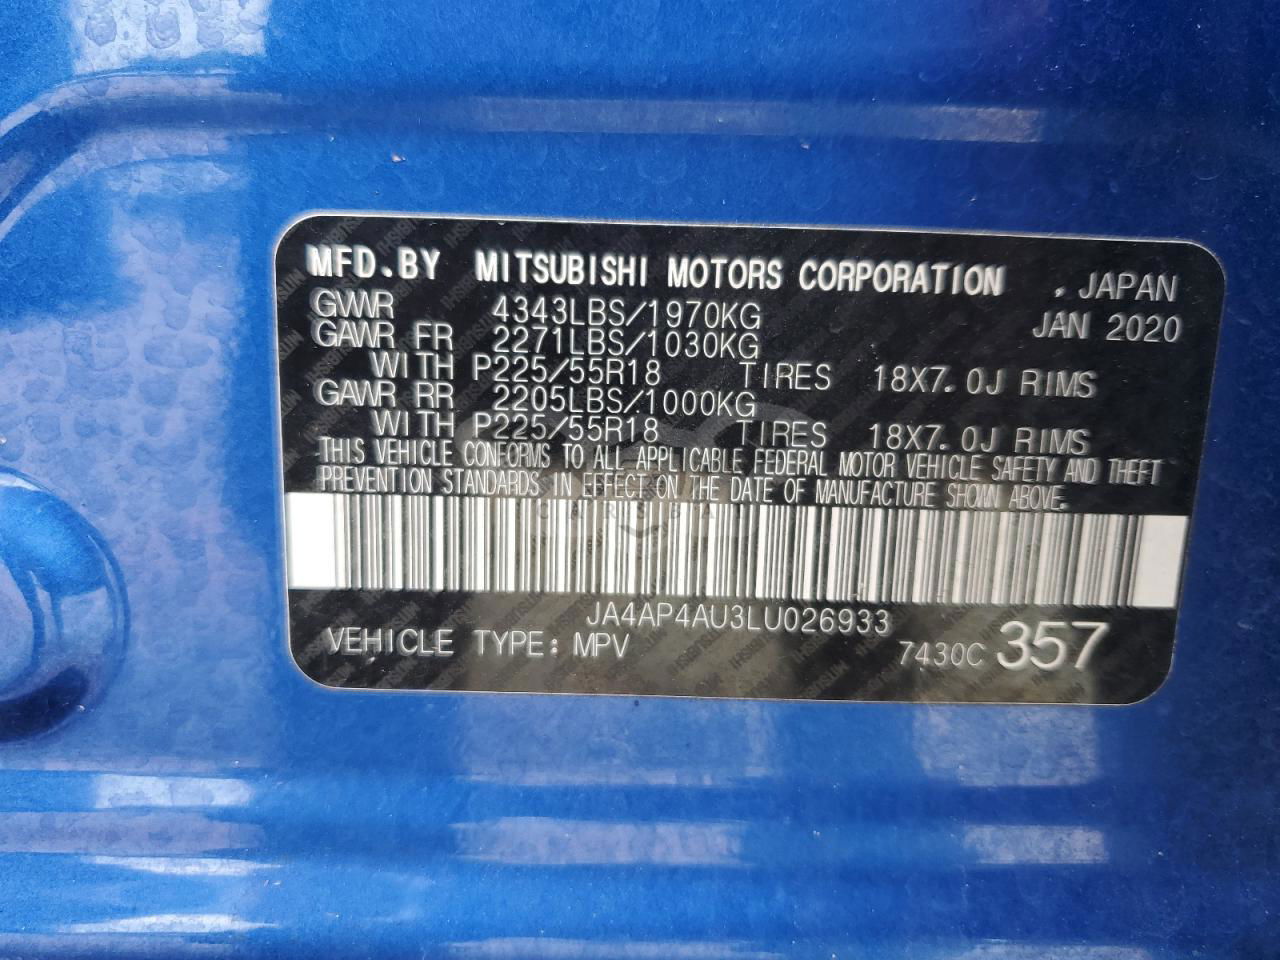 MFD.BY MITSUBISHI MOTORS CORPORATION . JAPAN
GVWR 4343LBS/1970KG JAN 2020
GAWR FR 2271LBS/1030KG
WITH P225/55R18 TIRES 18X7.0J RIMS
GAWR RR 2205LBS/1000KG
WITH P225/55R18 TIRES 18X7.0J RIMS
THIS VEHICLE CONFORMS TO ALL APPLICABLE FEDERAL MOTOR VEHICLE SAFETY AND THEFT
PREVENTION STANDARDS IN EFFECT ON THE DATE OF MANUFACTURE SHOWN ABOVE.
JA4AP4AU3LU026933
VEHICLE TYPE: MPV 7430C 357